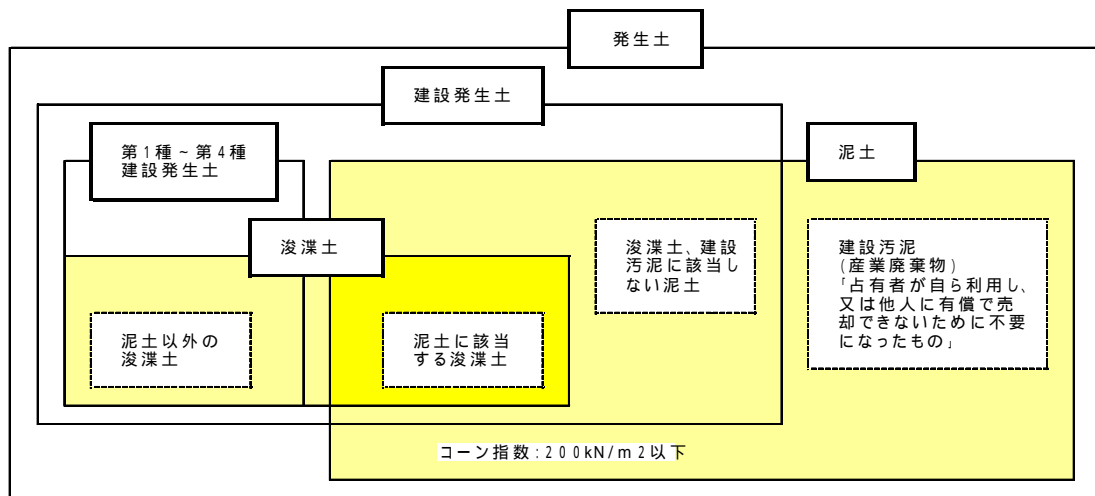 発生土
建設発生土
第1種～第4種
建設発生土
泥土
浚渫土
浚渫土、建設
汚泥に該当し
ない泥土
建設汚泥
(産業廃棄物)
「占有者が自ら利用し、
又は他人に有償で売
却できないために不要
になったもの」
泥土以外の
浚渫土
泥土に該当
する浚渫土
コーン指数:200kN/m2以下